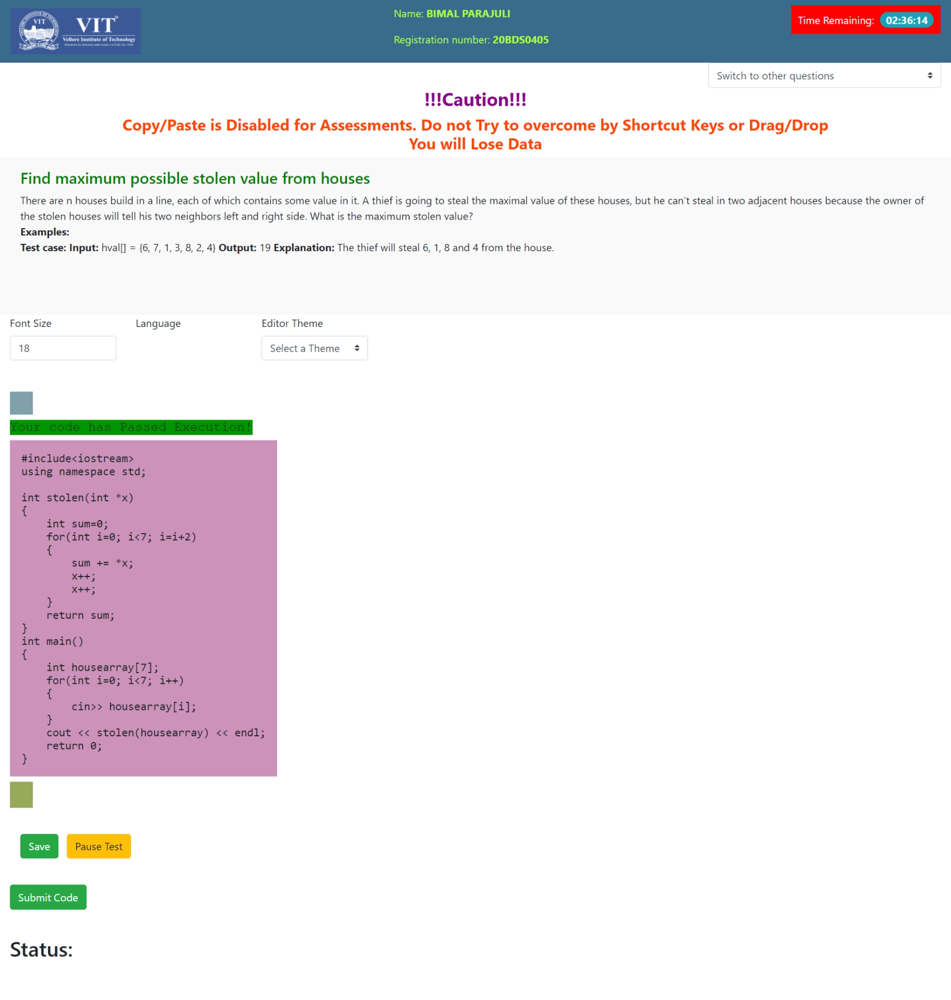 VIT
VIT
Vellore Institute of Technology
Name: BIMAL PARAJULI
Registration number: 20BDS0405
Time Remaining: 02:36:14
Switch to other questions
!!!Caution!!!
Copy/Paste is Disabled for Assessments. Do not Try to overcome by Shortcut Keys or Drag/Drop
You will Lose Data
Find maximum possible stolen value from houses
There are n houses build in a line, each of which contains some value in it. A thief is going to steal the maximal value of these houses, but he can’t steal in two adjacent houses because the owner of
the stolen houses will tell his two neighbors left and right side. What is the maximum stolen value?
Examples:
Test case: Input: hval[] = {6, 7, 1, 3, 8, 2, 4} Output: 19 Explanation: The thief will steal 6, 1, 8 and 4 from the house.
Font Size
Language
Editor Theme
18
Select a Theme
Your code has Passed Execution!
#include<iostream>
using namespace std;
int stolen(int *x)
{
int sum=0;
for(int i=0; i<7; i=i+2)
{
sum += *x;
x++;
x++;
}
return sum;
}
int main()
{
int housearray[7];
for(int i=0; i<7; i++)
{
cin>> housearray[i];
}
cout << stolen(housearray) << endl;
return 0;
}
Save
Pause Test
Submit Code
Status: